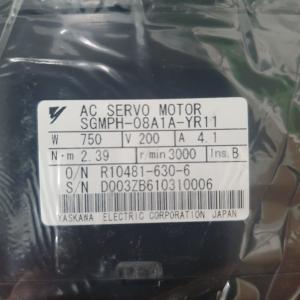 AC SERVO MOTOR
SGMPH-08A1A-YR11
W 750 V 200 A 4.1
N·m 2.39 r/min 3000 Ins. B
O/N R10481-630-6
S/N D003ZB610310006
YASKAWA ELECTRIC CORPORATION JAPAN